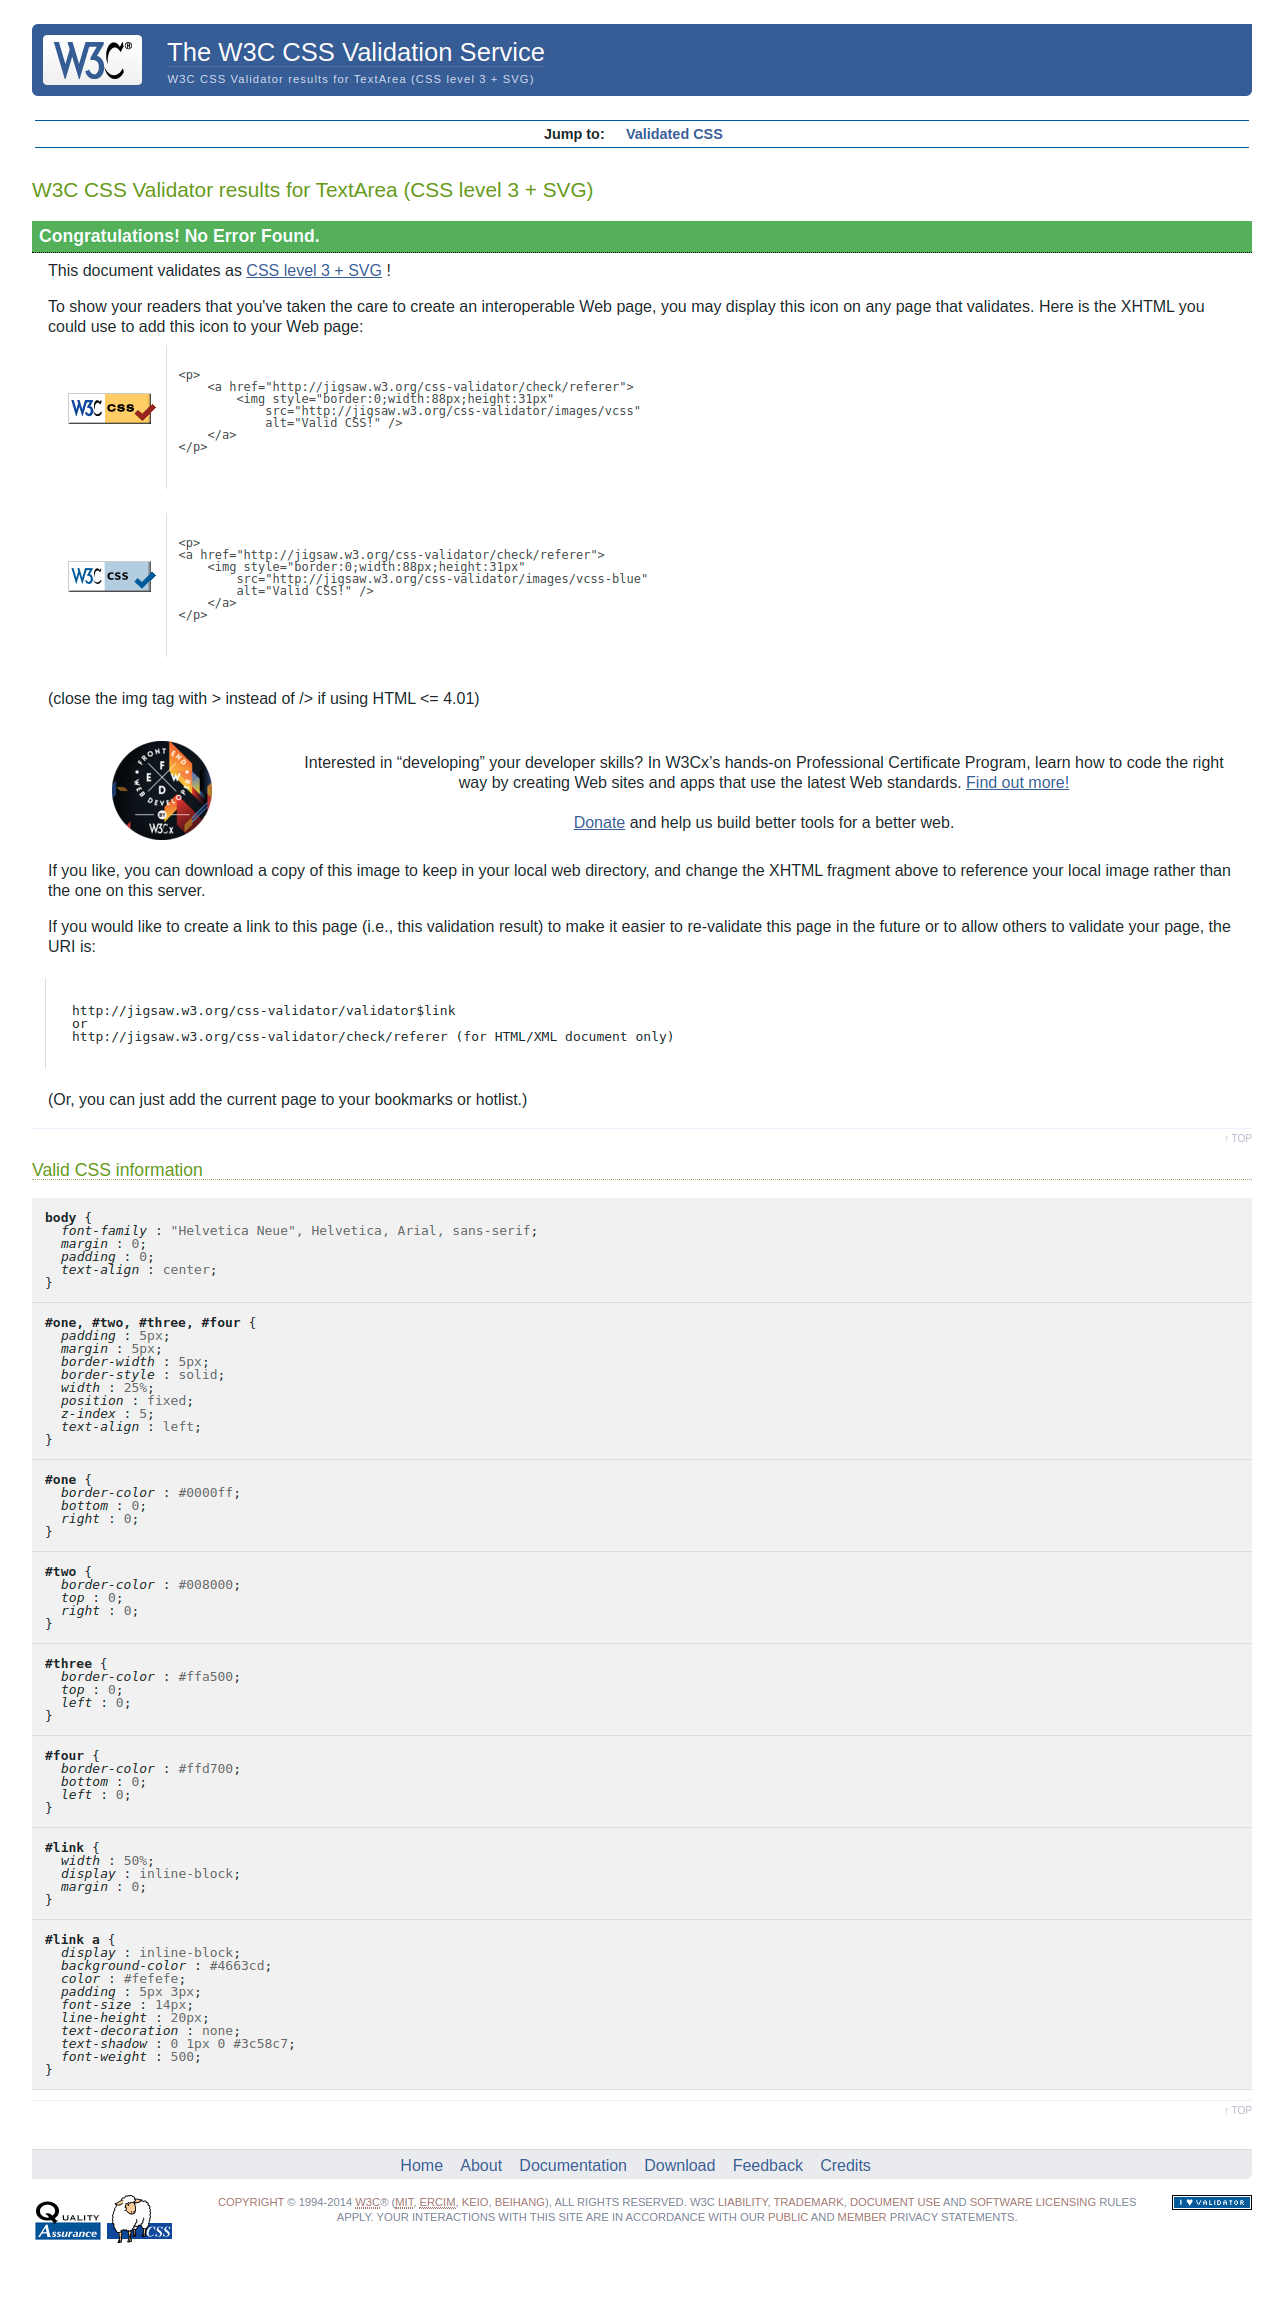 W3C®
The W3C CSS Validation Service
W3C CSS Validator results for TextArea (CSS level 3 + SVG)
Jump to: Validated CSS
W3C CSS Validator results for TextArea (CSS level 3 + SVG)
Congratulations! No Error Found.
This document validates as CSS level 3 + SVG !
To show your readers that you've taken the care to create an interoperable Web page, you may display this icon on any page that validates. Here is the XHTML you
could use to add this icon to your Web page:
W3C css
<p>
<a href="http://jigsaw.w3.org/css-validator/check/referer">
<img style="border:0;width:88px;height:31px"
src="http://jigsaw.w3.org/css-validator/images/vcss"
alt="Valid CSS!" />
</a>
</p>
W3C css
<p>
<a href="http://jigsaw.w3.org/css-validator/check/referer">
<img style="border:0;width:88px;height:31px"
src="http://jigsaw.w3.org/css-validator/images/vcss-blue"
alt="Valid CSS!" />
</a>
</p>
(close the img tag with > instead of /> if using HTML <= 4.01)
FRONT END
E F W D
WEB DEVELOPER
W3Cx
Interested in “developing” your developer skills? In W3Cx’s hands-on Professional Certificate Program, learn how to code the right
way by creating Web sites and apps that use the latest Web standards. Find out more!
Donate and help us build better tools for a better web.
If you like, you can download a copy of this image to keep in your local web directory, and change the XHTML fragment above to reference your local image rather than
the one on this server.
If you would like to create a link to this page (i.e., this validation result) to make it easier to re-validate this page in the future or to allow others to validate your page, the
URI is:
http://jigsaw.w3.org/css-validator/validator$link
or
http://jigsaw.w3.org/css-validator/check/referer (for HTML/XML document only)
(Or, you can just add the current page to your bookmarks or hotlist.)
↑ TOP
Valid CSS information
body {
font-family : "Helvetica Neue", Helvetica, Arial, sans-serif;
margin : 0;
padding : 0;
text-align : center;
}
#one, #two, #three, #four {
padding : 5px;
margin : 5px;
border-width : 5px;
border-style : solid;
width : 25%;
position : fixed;
z-index : 5;
text-align : left;
}
#one {
border-color : #0000ff;
bottom : 0;
right : 0;
}
#two {
border-color : #008000;
top : 0;
right : 0;
}
#three {
border-color : #ffa500;
top : 0;
left : 0;
}
#four {
border-color : #ffd700;
bottom : 0;
left : 0;
}
#link {
width : 50%;
display : inline-block;
margin : 0;
}
#link a {
display : inline-block;
background-color : #4663cd;
color : #fefefe;
padding : 5px 3px;
font-size : 14px;
line-height : 20px;
text-decoration : none;
text-shadow : 0 1px 0 #3c58c7;
font-weight : 500;
}
↑ TOP
Home About Documentation Download Feedback Credits
QUALITY
Assurance
CSS
COPYRIGHT © 1994-2014 W3C® (MIT, ERCIM, KEIO, BEIHANG), ALL RIGHTS RESERVED. W3C LIABILITY, TRADEMARK, DOCUMENT USE AND SOFTWARE LICENSING RULES
APPLY. YOUR INTERACTIONS WITH THIS SITE ARE IN ACCORDANCE WITH OUR PUBLIC AND MEMBER PRIVACY STATEMENTS.
I ♥ VALIDATOR